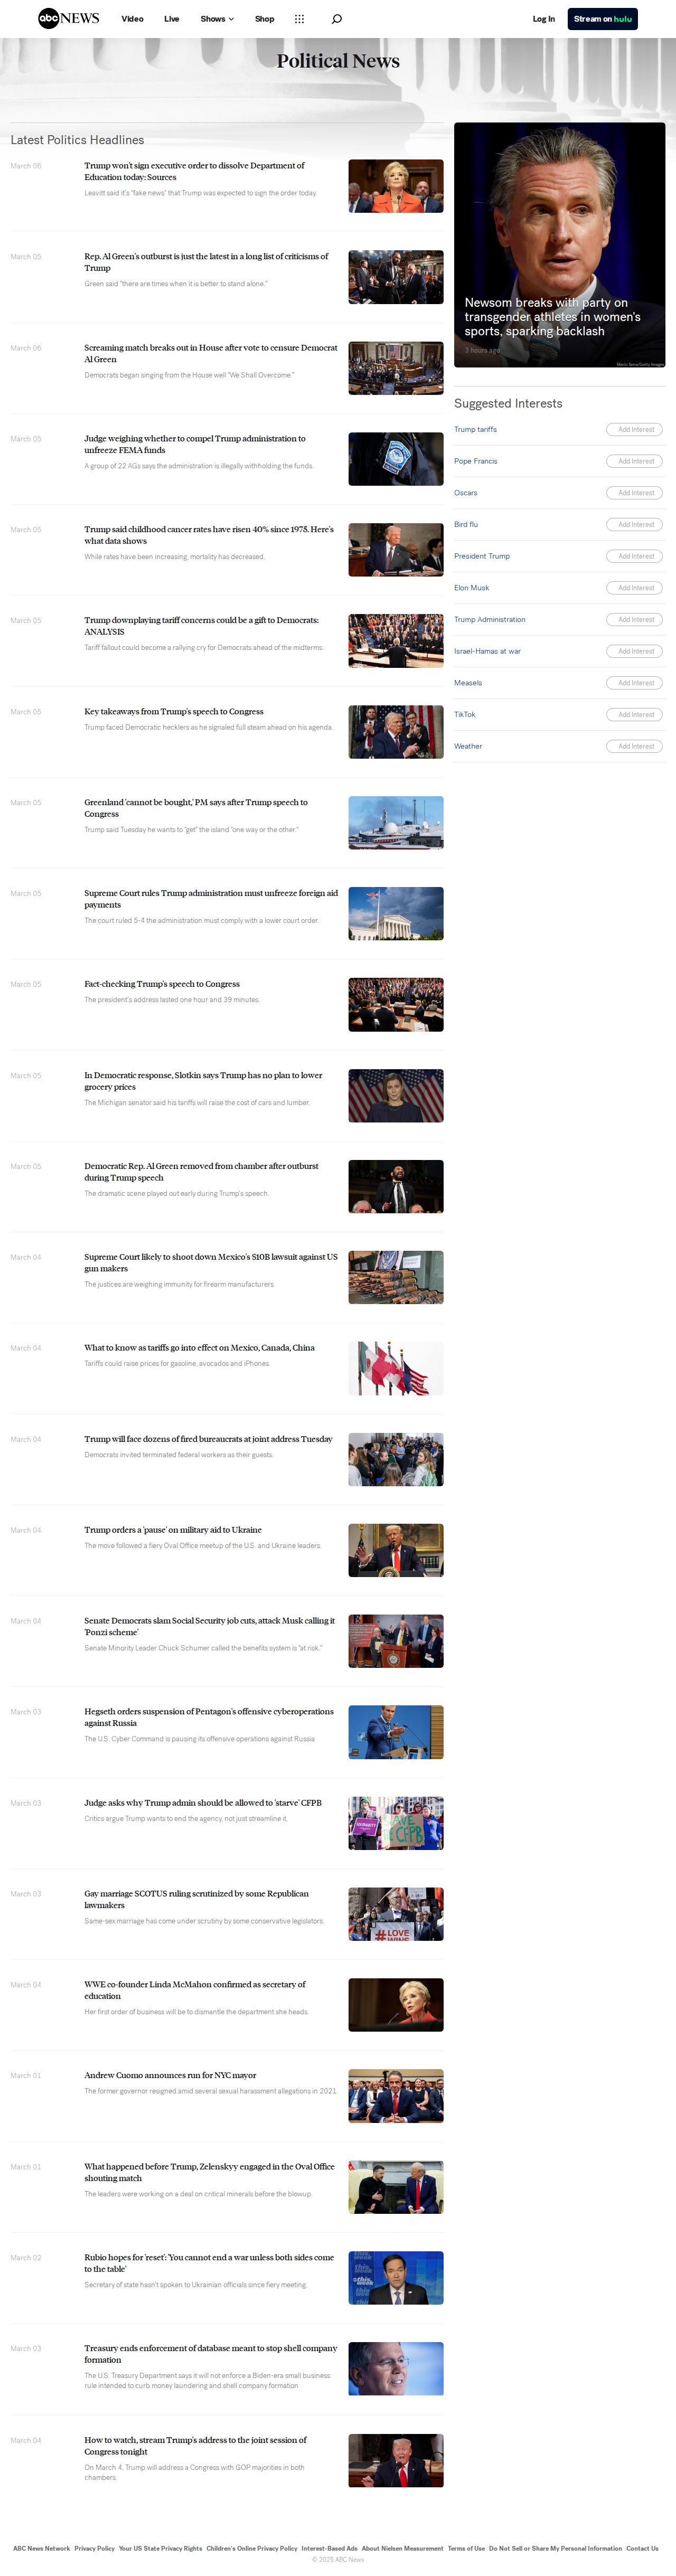 abc NEWS
Video
Live
Shows
Shop
Log In
Stream on hulu
Political News
Latest Politics Headlines
March 06
Trump won't sign executive order to dissolve Department of
Education today: Sources
Leavitt said it's "fake news" that Trump was expected to sign the order today.
March 05
Rep. Al Green's outburst is just the latest in a long list of criticisms of
Trump
Green said "there are times when it is better to stand alone."
March 06
Screaming match breaks out in House after vote to censure Democrat
Al Green
Democrats began singing from the House well "We Shall Overcome."
March 05
Judge weighing whether to compel Trump administration to
unfreeze FEMA funds
A group of 22 AGs says the administration is illegally withholding the funds.
March 05
Trump said childhood cancer rates have risen 40% since 1975. Here's
what data shows
While rates have been increasing, mortality has decreased.
March 05
Trump downplaying tariff concerns could be a gift to Democrats:
ANALYSIS
Tariff fallout could become a rallying cry for Democrats ahead of the midterms.
March 05
Key takeaways from Trump's speech to Congress
Trump faced Democratic hecklers as he signaled full steam ahead on his agenda.
March 05
Greenland 'cannot be bought,' PM says after Trump speech to
Congress
Trump said Tuesday he wants to "get" the island "one way or the other."
March 05
Supreme Court rules Trump administration must unfreeze foreign aid
payments
The court ruled 5-4 the administration must comply with a lower court order.
March 05
Fact-checking Trump's speech to Congress
The president's address lasted one hour and 39 minutes.
March 05
In Democratic response, Slotkin says Trump has no plan to lower
grocery prices
The Michigan senator said his tariffs will raise the cost of cars and lumber.
March 05
Democratic Rep. Al Green removed from chamber after outburst
during Trump speech
The dramatic scene played out early during Trump's speech.
March 04
Supreme Court likely to shoot down Mexico's $10B lawsuit against US
gun makers
The justices are weighing immunity for firearm manufacturers.
March 04
What to know as tariffs go into effect on Mexico, Canada, China
Tariffs could raise prices for gasoline, avocados and iPhones.
March 04
Trump will face dozens of fired bureaucrats at joint address Tuesday
Democrats invited terminated federal workers as their guests.
March 04
Trump orders a 'pause' on military aid to Ukraine
The move followed a fiery Oval Office meetup of the U.S. and Ukraine leaders.
March 04
Senate Democrats slam Social Security job cuts, attack Musk calling it
'Ponzi scheme'
Senate Minority Leader Chuck Schumer called the benefits system is "at risk."
March 03
Hegseth orders suspension of Pentagon's offensive cyberoperations
against Russia
The U.S. Cyber Command is pausing its offensive operations against Russia
March 03
Judge asks why Trump admin should be allowed to 'starve' CFPB
Critics argue Trump wants to end the agency, not just streamline it.
SAVE THE CFPB
March 03
Gay marriage SCOTUS ruling scrutinized by some Republican
lawmakers
Same-sex marriage has come under scrutiny by some conservative legislators.
#LOVE
WINS
March 04
WWE co-founder Linda McMahon confirmed as secretary of
education
Her first order of business will be to dismantle the department she heads.
March 01
Andrew Cuomo announces run for NYC mayor
The former governor resigned amid several sexual harassment allegations in 2021.
March 01
What happened before Trump, Zelenskyy engaged in the Oval Office
shouting match
The leaders were working on a deal on critical minerals before the blowup.
March 02
Rubio hopes for 'reset': 'You cannot end a war unless both sides come
to the table'
Secretary of state hasn't spoken to Ukrainian officials since fiery meeting.
March 03
Treasury ends enforcement of database meant to stop shell company
formation
The U.S. Treasury Department says it will not enforce a Biden-era small business
rule intended to curb money laundering and shell company formation
March 04
How to watch, stream Trump's address to the joint session of
Congress tonight
On March 4, Trump will address a Congress with GOP majorities in both
chambers.
Newsom breaks with party on
transgender athletes in women's
sports, sparking backlash
3 hours ago
Mario Tama/Getty Images
Suggested Interests
Trump tariffs
Add Interest
Pope Francis
Add Interest
Oscars
Add Interest
Bird flu
Add Interest
President Trump
Add Interest
Elon Musk
Add Interest
Trump Administration
Add Interest
Israel-Hamas at war
Add Interest
Measels
Add Interest
TikTok
Add Interest
Weather
Add Interest
ABC News Network Privacy Policy Your US State Privacy Rights Children's Online Privacy Policy Interest-Based Ads About Nielsen Measurement Terms of Use Do Not Sell or Share My Personal Information Contact Us
© 2025 ABC News